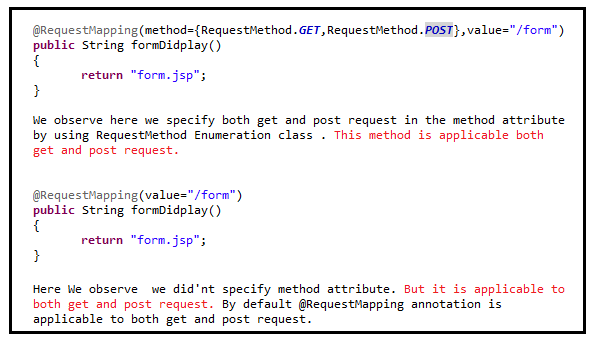 @RequestMapping(method={RequestMethod.GET,RequestMethod.POST},value="/form")
public String formDidplay()
{
return "form.jsp";
}
We observe here we specify both get and post request in the method attribute
by using RequestMethod Enumeration class . This method is applicable both
get and post request.
@RequestMapping(value="/form")
public String formDidplay()
{
return "form.jsp";
}
Here We observe  we did'nt specify method attribute. But it is applicable to
both get and post request. By default @RequestMapping annotation is
applicable to both get and post request.